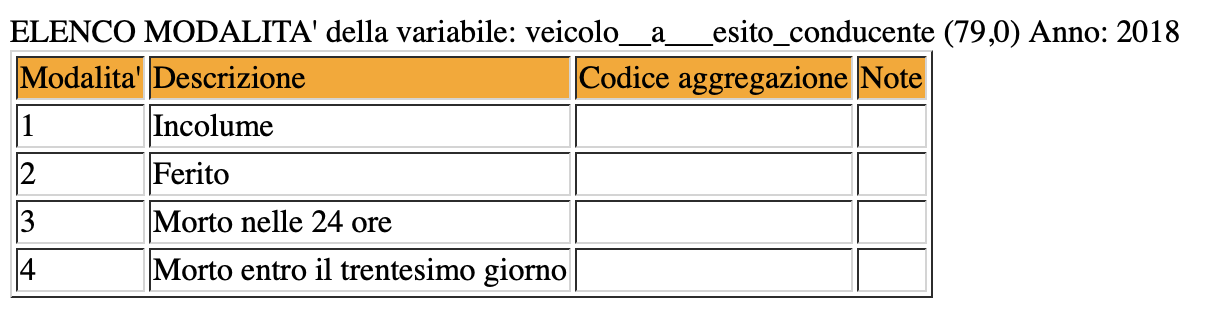 ELENCO MODALITA' della variabile: veicolo__a___esito_conducente (79,0) Anno: 2018
Modalita' Descrizione Codice aggregazione Note
1 Incolume
2 Ferito
3 Morto nelle 24 ore
4 Morto entro il trentesimo giorno